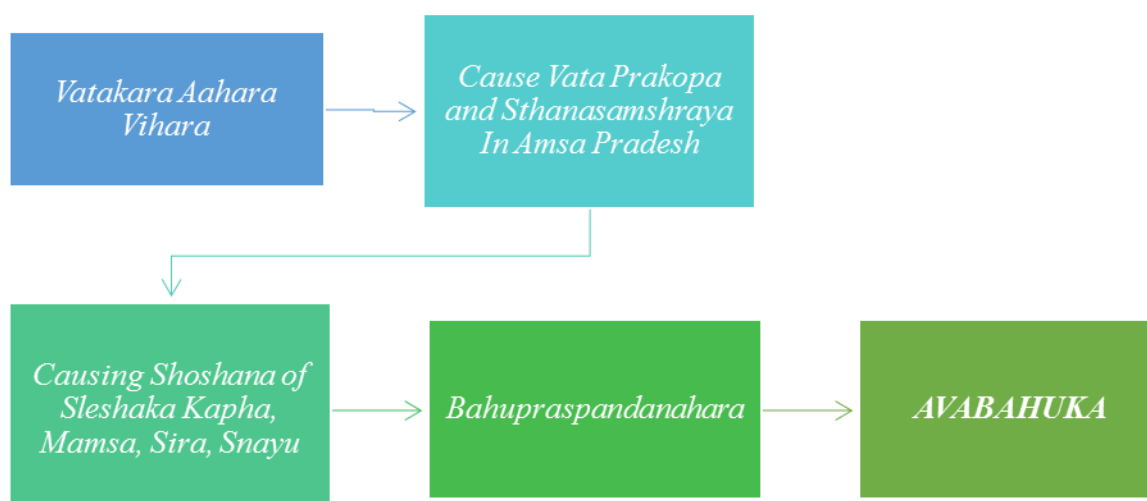 Vatakara Aahara
Vihara
Cause Vata Prakopa
and Sthanasamshraya
In Amsa Pradesh
Causing Shoshana of
Sleshaka Kapha,
Mamsa, Sira, Snayu
Bahupraspandanahara
AVABAHUKA